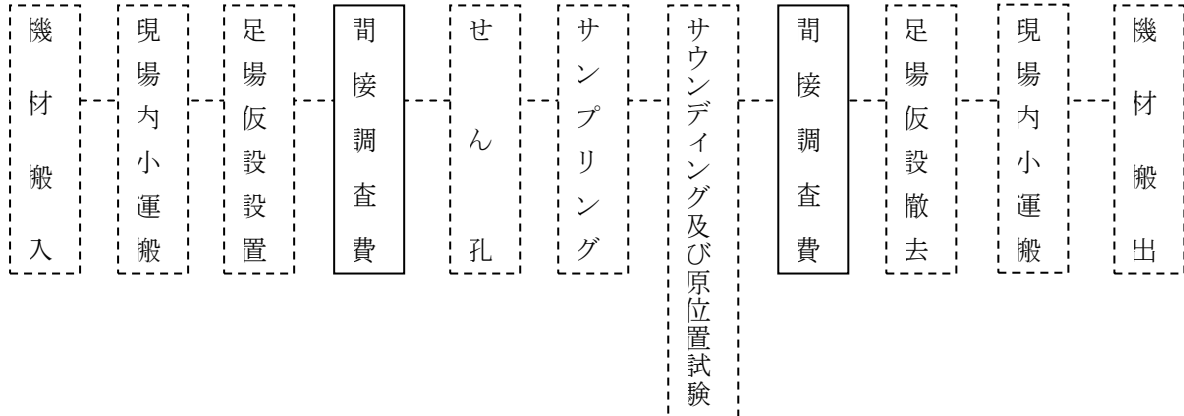 機材搬入
現場内小運搬
足場仮設設置
間接調査費
せん孔
サンプリング
サウンディング及び原位置試験
間接調査費
足場仮設撤去
現場内小運搬
機材搬出